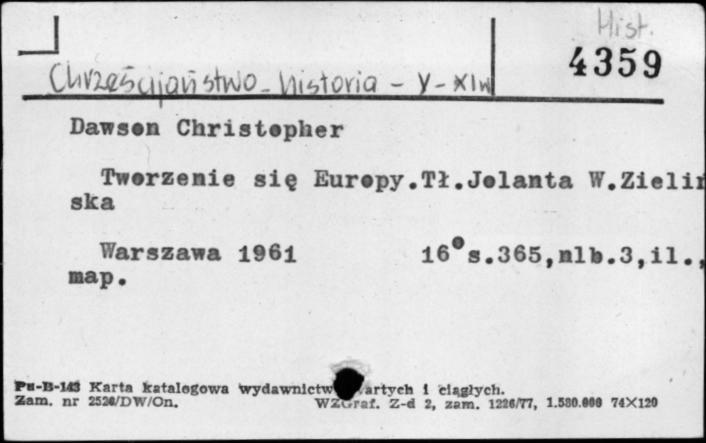 Hist.
4359
Chrześcijaństwo - historia - V - XIw
Dawson Christopher
Tworzenie się Europy.Tł.Jolanta W.Zieliń
ska
Warszawa 1961 16° s.365,nlb.3,il.,
map.
Pu-B-143 Karta katalogowa wydawnictw artych i ciągłych.
Zam. nr 2520/DW/On. WZGraf. Z-d 2, zam. 1226/77, 1.580.000 74X120